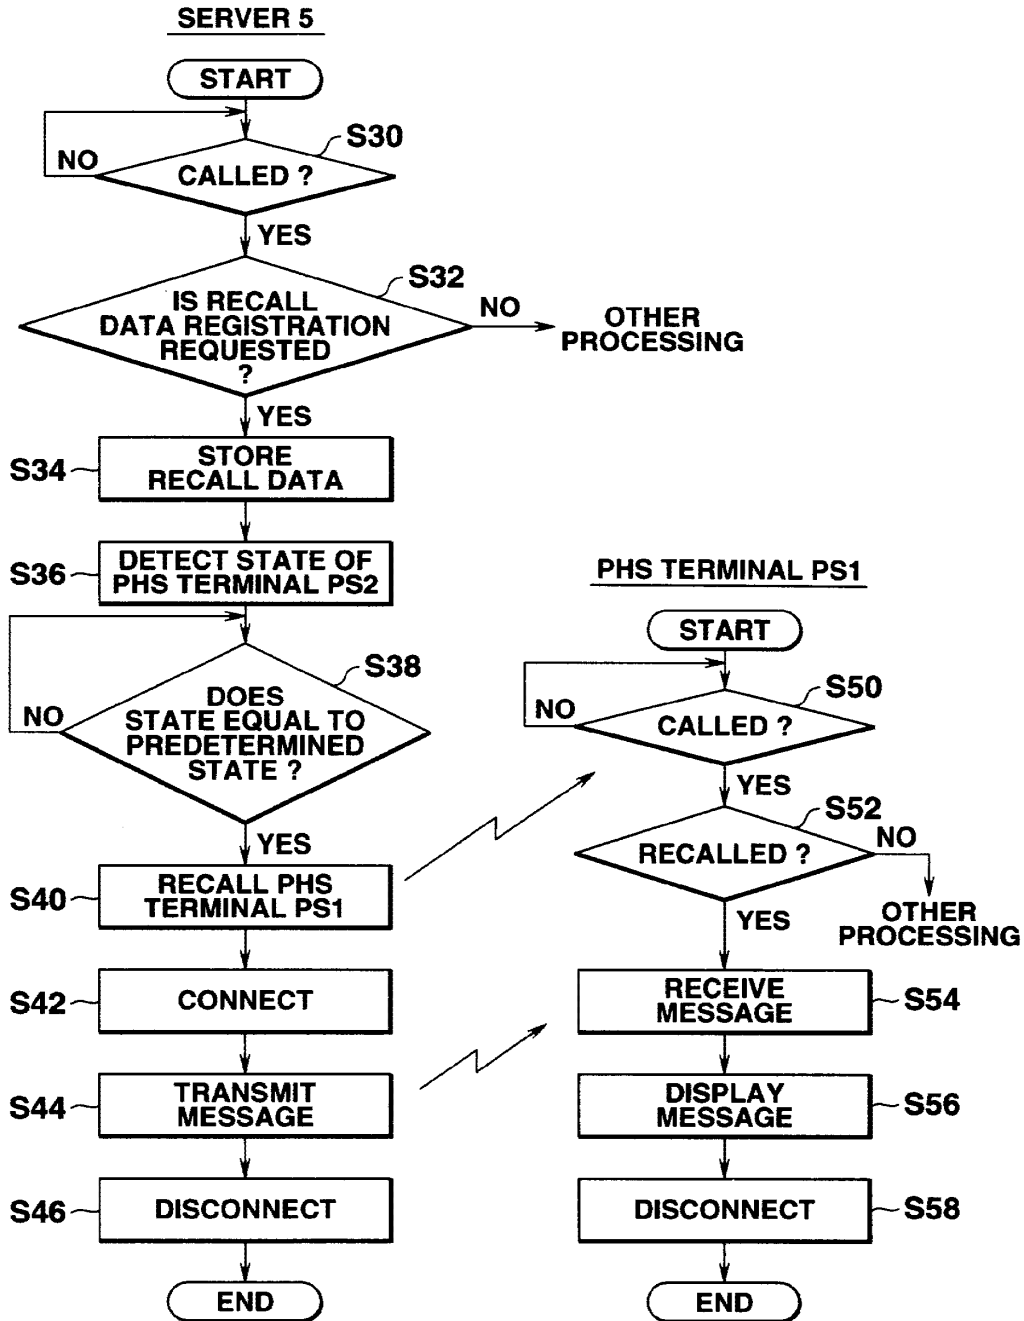 SERVER 5
START
S30
NO
CALLED ?
YES
S32
IS RECALL
DATA REGISTRATION
REQUESTED
?
NO
OTHER
PROCESSING
YES
S34
STORE
RECALL DATA
S36
DETECT STATE OF
PHS TERMINAL PS2
S38
NO
DOES
STATE EQUAL TO
PREDETERMINED
STATE ?
YES
S40
RECALL PHS
TERMINAL PS1
S42
CONNECT
S44
TRANSMIT
MESSAGE
S46
DISCONNECT
END
PHS TERMINAL PS1
START
S50
NO
CALLED ?
YES
S52
RECALLED ?
NO
OTHER
PROCESSING
YES
RECEIVE
MESSAGE
S54
DISPLAY
MESSAGE
S56
DISCONNECT
S58
END